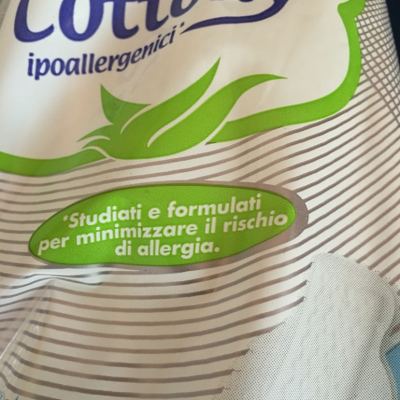 ipoallergenici*
*Studiati e formulati
per minimizzare il rischio
di allergia.